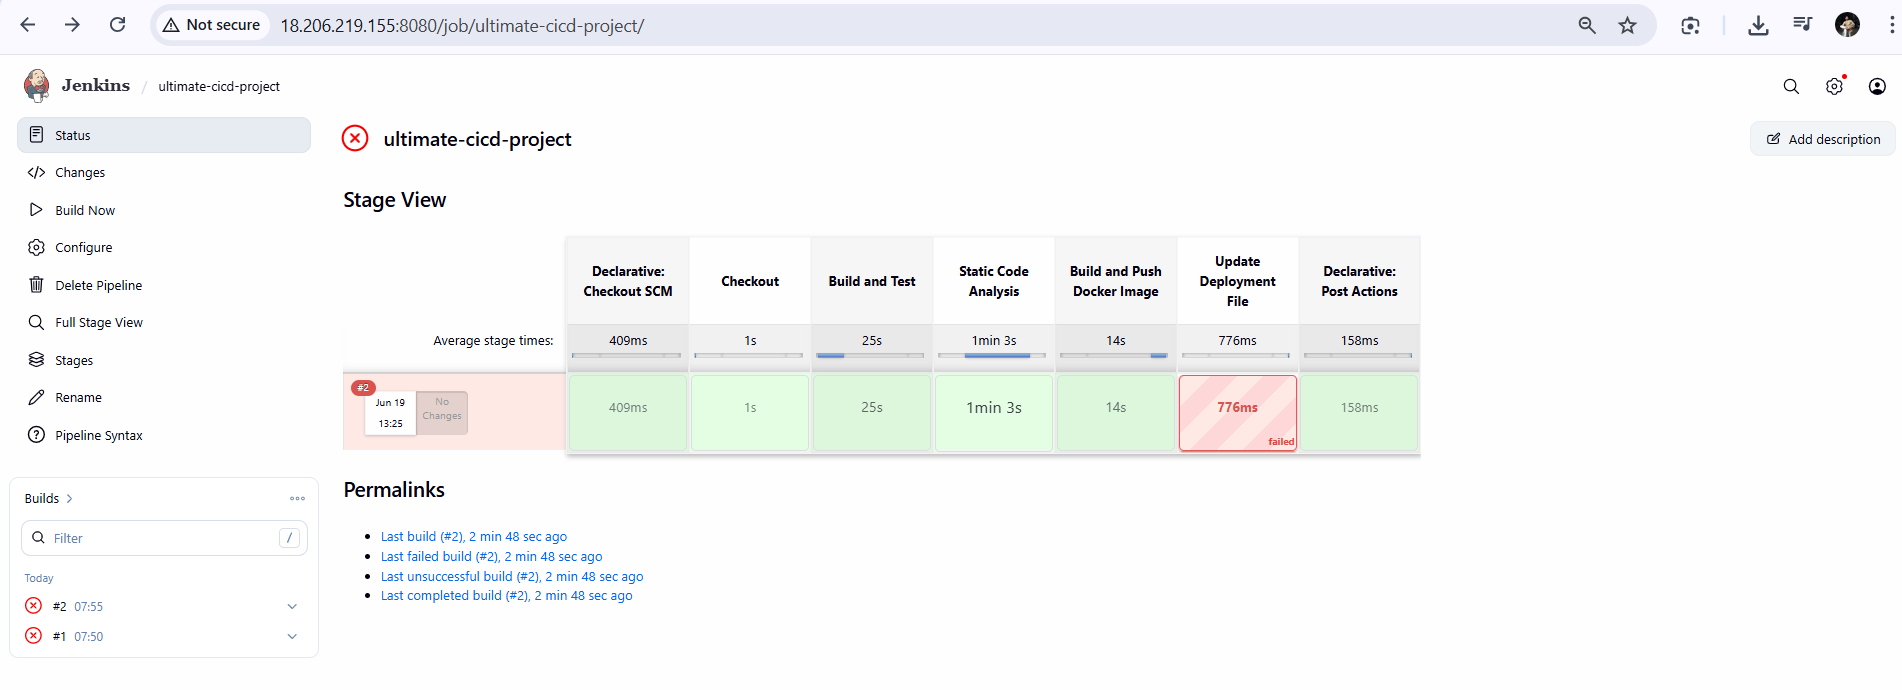 Not secure
18.206.219.155:8080/job/ultimate-cicd-project/
Jenkins / ultimate-cicd-project
Status
Changes
Build Now
Configure
Delete Pipeline
Full Stage View
Stages
Rename
Pipeline Syntax
Builds
Filter
/
Today
#2 07:55
#1 07:50
ultimate-cicd-project
Add description
Stage View
Declarative:
Checkout SCM
Checkout
Build and Test
Static Code
Analysis
Build and Push
Docker Image
Update
Deployment
File
Declarative:
Post Actions
Average stage times:
409ms
1s
25s
1min 3s
14s
776ms
158ms
#2
Jun 19
13:25
No
Changes
409ms
1s
25s
1min 3s
14s
776ms
failed
158ms
Permalinks
Last build (#2), 2 min 48 sec ago
Last failed build (#2), 2 min 48 sec ago
Last unsuccessful build (#2), 2 min 48 sec ago
Last completed build (#2), 2 min 48 sec ago